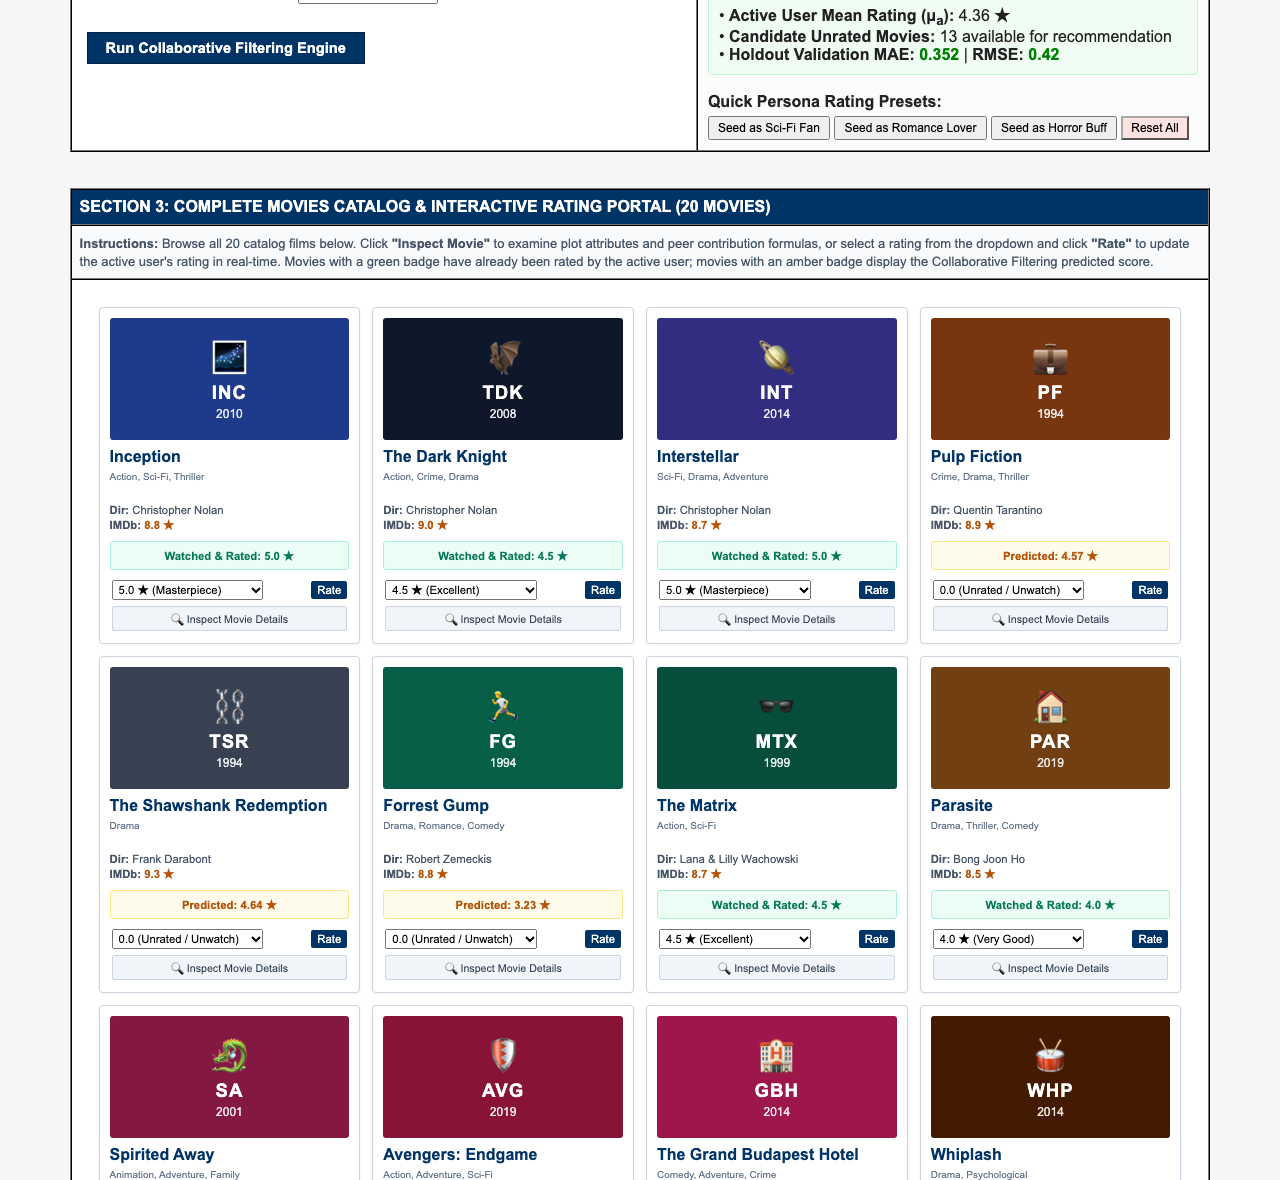 Run Collaborative Filtering Engine
• Active User Mean Rating (μa): 4.36 ★
• Candidate Unrated Movies: 13 available for recommendation
• Holdout Validation MAE: 0.352 | RMSE: 0.42
Quick Persona Rating Presets:
Seed as Sci-Fi Fan Seed as Romance Lover Seed as Horror Buff Reset All
SECTION 3: COMPLETE MOVIES CATALOG & INTERACTIVE RATING PORTAL (20 MOVIES)
Instructions: Browse all 20 catalog films below. Click "Inspect Movie" to examine plot attributes and peer contribution formulas, or select a rating from the dropdown and click "Rate" to update
the active user's rating in real-time. Movies with a green badge have already been rated by the active user; movies with an amber badge display the Collaborative Filtering predicted score.
INC
2010
Inception
Action, Sci-Fi, Thriller
Dir: Christopher Nolan
IMDb: 8.8 ★
Watched & Rated: 5.0 ★
5.0 ★ (Masterpiece) Rate
🔍 Inspect Movie Details
TDK
2008
The Dark Knight
Action, Crime, Drama
Dir: Christopher Nolan
IMDb: 9.0 ★
Watched & Rated: 4.5 ★
4.5 ★ (Excellent) Rate
🔍 Inspect Movie Details
INT
2014
Interstellar
Sci-Fi, Drama, Adventure
Dir: Christopher Nolan
IMDb: 8.7 ★
Watched & Rated: 5.0 ★
5.0 ★ (Masterpiece) Rate
🔍 Inspect Movie Details
PF
1994
Pulp Fiction
Crime, Drama, Thriller
Dir: Quentin Tarantino
IMDb: 8.9 ★
Predicted: 4.57 ★
0.0 (Unrated / Unwatch) Rate
🔍 Inspect Movie Details
TSR
1994
The Shawshank Redemption
Drama
Dir: Frank Darabont
IMDb: 9.3 ★
Predicted: 4.64 ★
0.0 (Unrated / Unwatch) Rate
🔍 Inspect Movie Details
FG
1994
Forrest Gump
Drama, Romance, Comedy
Dir: Robert Zemeckis
IMDb: 8.8 ★
Predicted: 3.23 ★
0.0 (Unrated / Unwatch) Rate
🔍 Inspect Movie Details
MTX
1999
The Matrix
Action, Sci-Fi
Dir: Lana & Lilly Wachowski
IMDb: 8.7 ★
Watched & Rated: 4.5 ★
4.5 ★ (Excellent) Rate
🔍 Inspect Movie Details
PAR
2019
Parasite
Drama, Thriller, Comedy
Dir: Bong Joon Ho
IMDb: 8.5 ★
Watched & Rated: 4.0 ★
4.0 ★ (Very Good) Rate
🔍 Inspect Movie Details
SA
2001
Spirited Away
Animation, Adventure, Family
AVG
2019
Avengers: Endgame
Action, Adventure, Sci-Fi
GBH
2014
The Grand Budapest Hotel
Comedy, Adventure, Crime
WHP
2014
Whiplash
Drama, Psychological